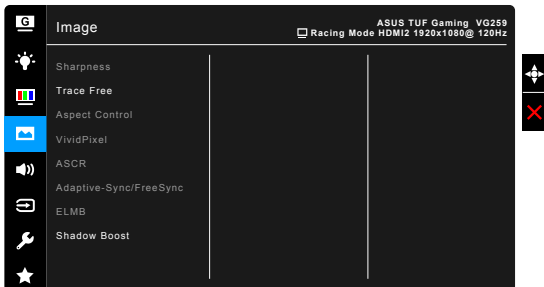 G
Image
ASUS TUF Gaming VG259
Racing Mode HDMI2 1920x1080@ 120Hz
Sharpness
Trace Free
Aspect Control
VividPixel
ASCR
Adaptive-Sync/FreeSync
ELMB
Shadow Boost